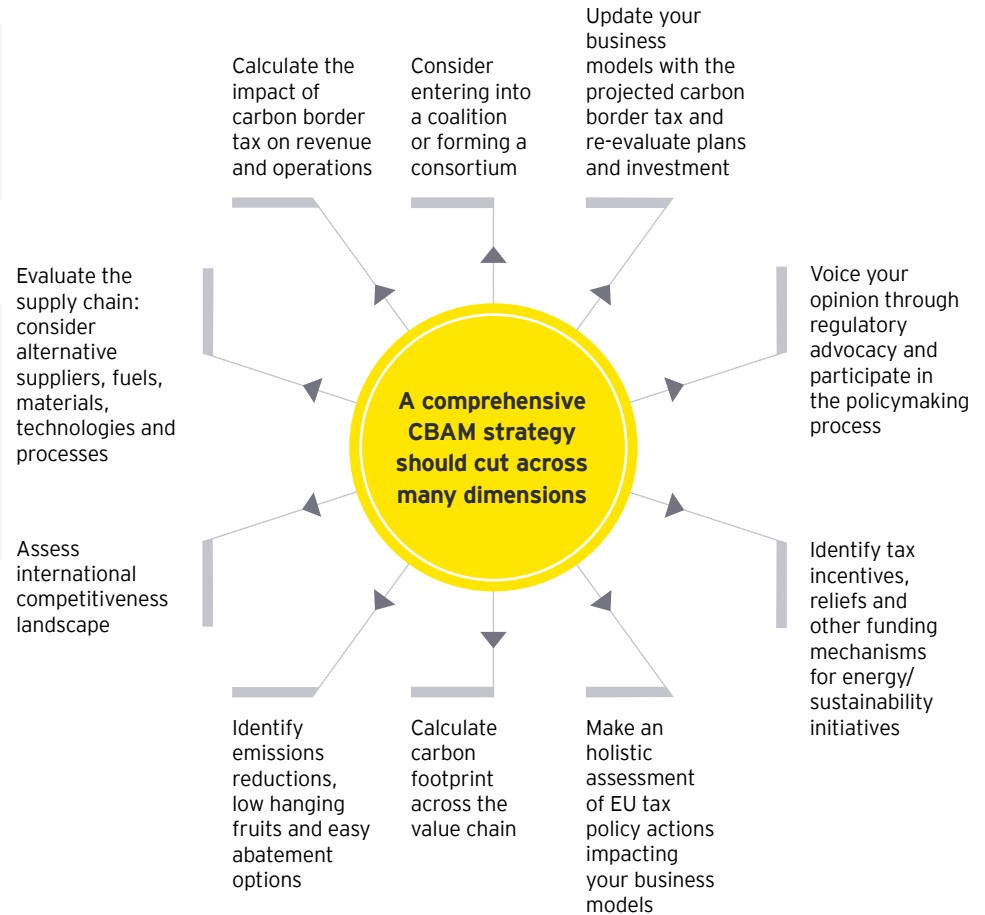 Calculate the
impact of
carbon border
tax on revenue
and operations
Consider
entering into
a coalition
or forming a
consortium
Update your
business
models with the
projected carbon
border tax and
re-evaluate plans
and investment
Evaluate the
supply chain:
consider
alternative
suppliers, fuels,
materials,
technologies and
processes
A comprehensive
CBAM strategy
should cut across
many dimensions
Voice your
opinion through
regulatory
advocacy and
participate in
the policymaking
process
Assess
international
competitiveness
landscape
Identify tax
incentives,
reliefs and
other funding
mechanisms
for energy/
sustainability
initiatives
Identify
emissions
reductions,
low hanging
fruits and easy
abatement
options
Calculate
carbon
footprint
across the
value chain
Make an
holistic
assessment
of EU tax
policy actions
impacting
your business
models